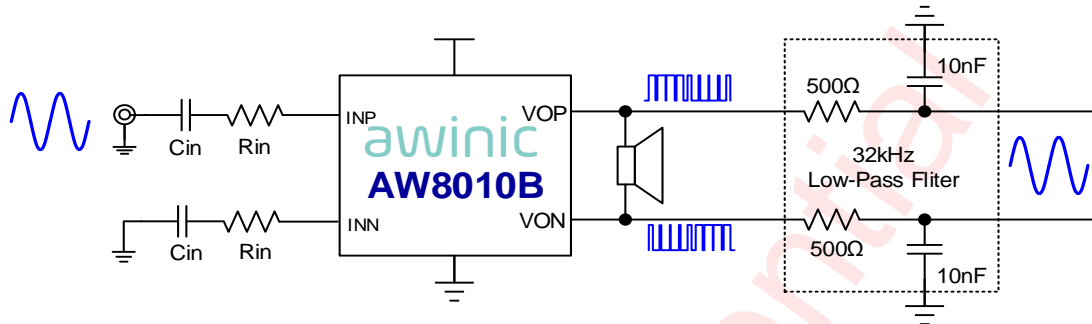 10nF
500Ω
INP
VOP
awinic
Cin
Rin
AW8010B
32kHz
Low-Pass Fliter
INN
VON
Cin
Rin
500Ω
10nF